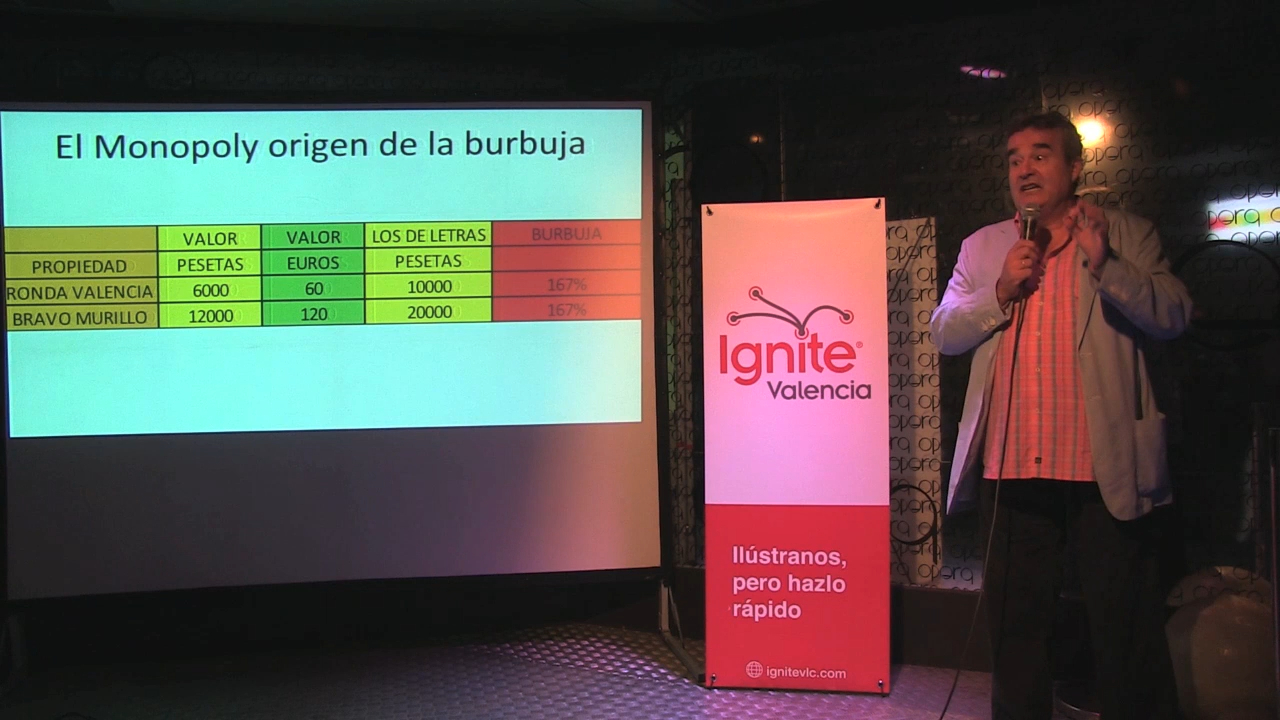 El Monopoly origen de la burbuja
VALOR VALOR LOS DE LETRAS BURBUJA
PROPIEDAD PESETAS EUROS PESETAS
RONDA VALENCIA 6000 60 10000 167%
BRAVO MURILLO 12000 120 20000 167%
Ignite®
Valencia
Ilústranos,
pero hazlo
rápido
ignitevlc.com
opera